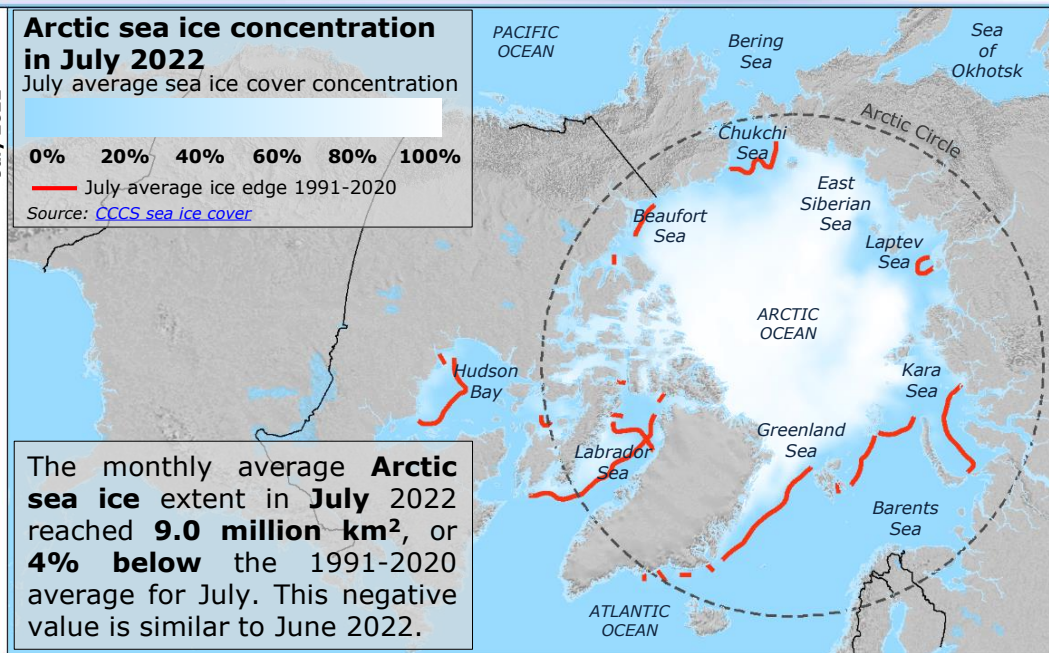 Arctic sea ice concentration
in July 2022
July average sea ice cover concentration
0% 20% 40% 60% 80% 100%
July average ice edge 1991-2020
Source: CCCS sea ice cover
PACIFIC
OCEAN
Bering
Sea
Sea
of
Okhotsk
Arctic Circle
Chukchi
Sea
East
Siberian
Sea
Beaufort
Sea
Laptev
Sea
ARCTIC
OCEAN
Kara
Sea
Hudson
Bay
Greenland
Sea
Labrador
Sea
Barents
Sea
ATLANTIC
OCEAN
The monthly average Arctic
sea ice extent in July 2022
reached 9.0 million km², or
4% below the 1991-2020
average for July. This negative
value is similar to June 2022.